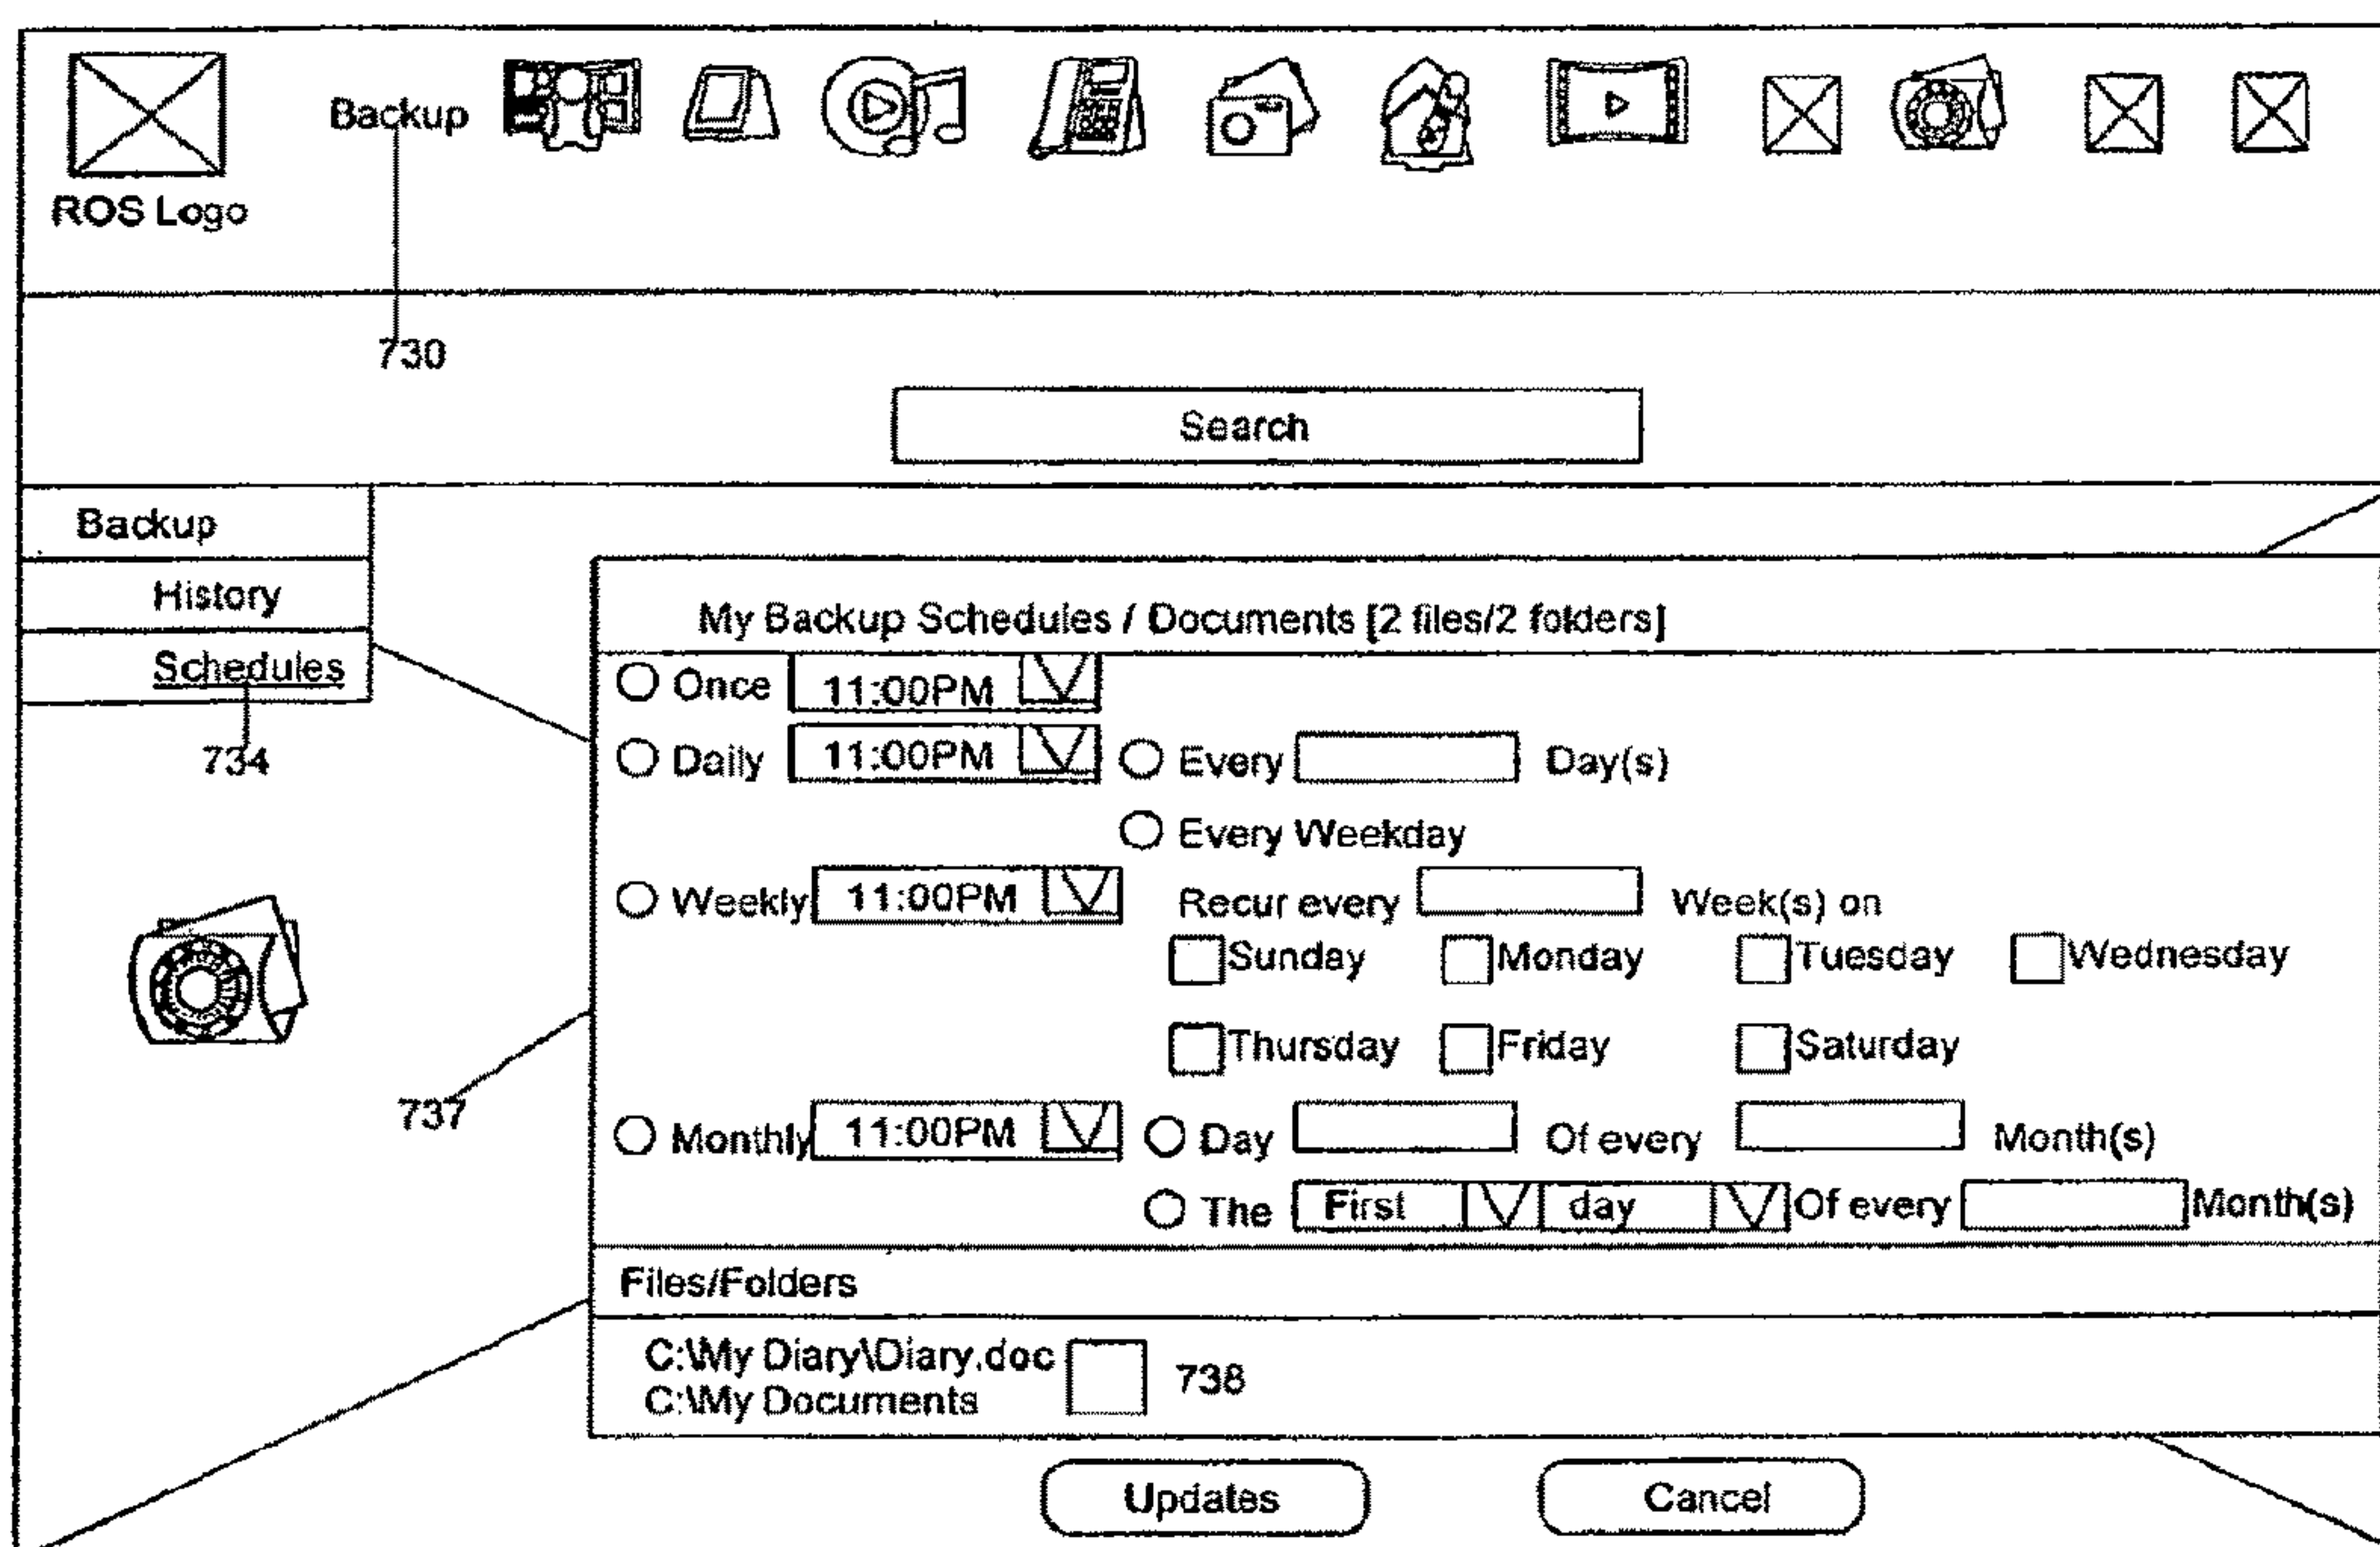 Backup
ROS Logo
730
Search
Backup
History
Schedules
734
My Backup Schedules / Documents [2 files/2 folders]
Once 11:00PM
Daily 11:00PM Every Day(s)
Every Weekday
Weekly 11:00PM Recur every Week(s) on
Sunday Monday Tuesday Wednesday
Thursday Friday Saturday
737
Monthly 11:00PM Day Of every Month(s)
The First day Of every Month(s)
Files/Folders
C:\My Diary\Diary.doc 738
C:\My Documents
Updates Cancel